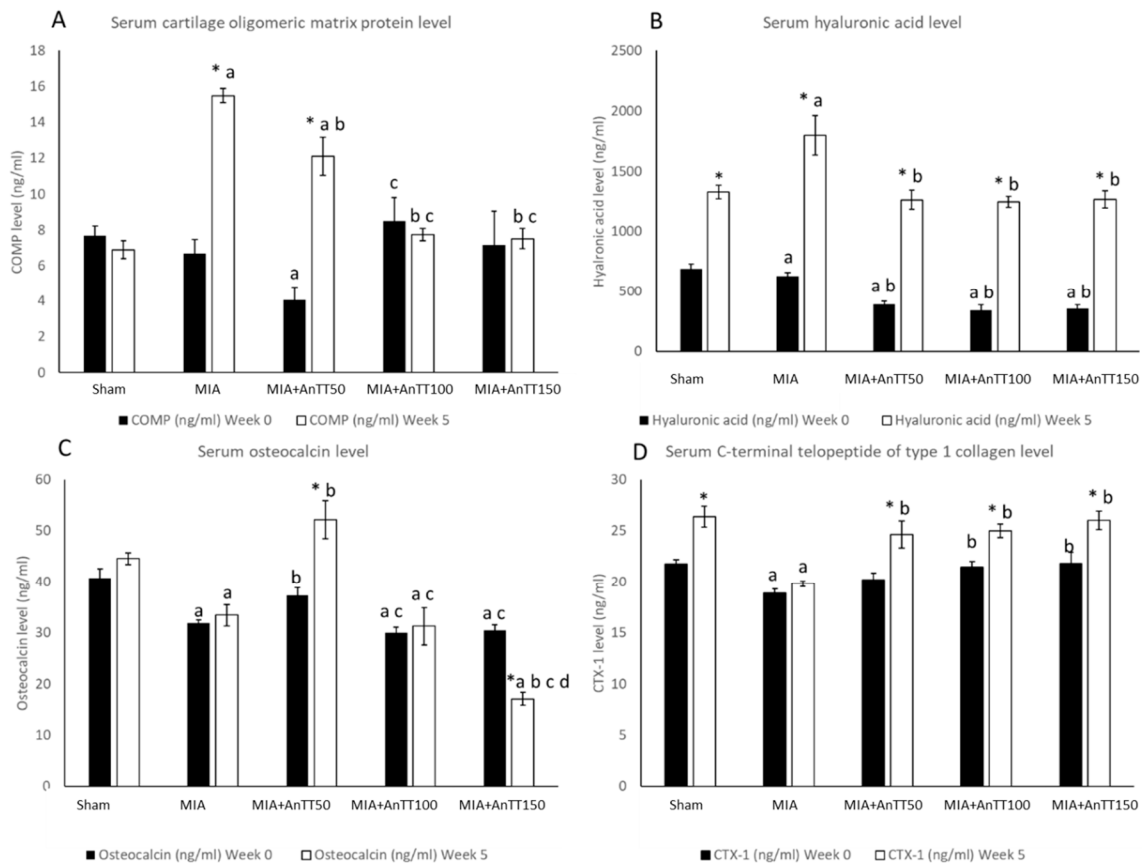 A Serum cartilage oligomeric matrix protein level
COMP level (ng/ml)
18
16
14
12
10
8
6
4
2
0
* a
* a b
a
c
b c
b c
Sham MIA MIA+AnTT50 MIA+AnTT100 MIA+AnTT150
COMP (ng/ml) Week 0 COMP (ng/ml) Week 5
B Serum hyaluronic acid level
Hyalronic acid level (ng/ml)
2500
2000
1500
1000
500
0
*
a
* a
a b
* b
a b
* b
a b
* b
Sham MIA MIA+AnTT50 MIA+AnTT100 MIA+AnTT150
Hyaluronic acid (ng/ml) Week 0 Hyaluronic acid (ng/ml) Week 5
C Serum osteocalcin level
Osteocalcin level (ng/ml)
60
50
40
30
20
10
0
a
a
b
* b
a c
a c
a c
*a b c d
Sham MIA MIA+AnTT50 MIA+AnTT100 MIA+AnTT150
Osteocalcin (ng/ml) Week 0 Osteocalcin (ng/ml) Week 5
D Serum C-terminal telopeptide of type 1 collagen level
CTX-1 level (ng/ml)
30
25
20
15
10
5
0
*
a
a
* b
b
* b
b
* b
Sham MIA MIA+AnTT50 MIA+AnTT100 MIA+AnTT150
CTX-1 (ng/ml) Week 0 CTX-1 (ng/ml) Week 5